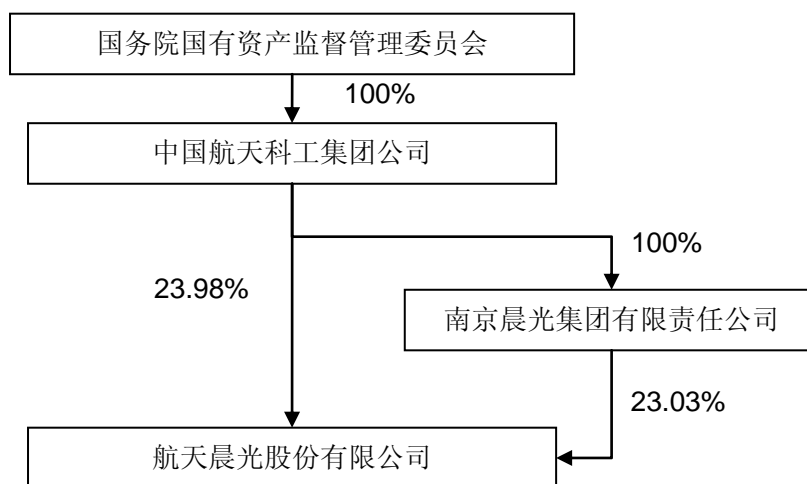 国务院国有资产监督管理委员会
100%
中国航天科工集团公司
100%
23.98%
南京晨光集团有限责任公司
23.03%
航天晨光股份有限公司